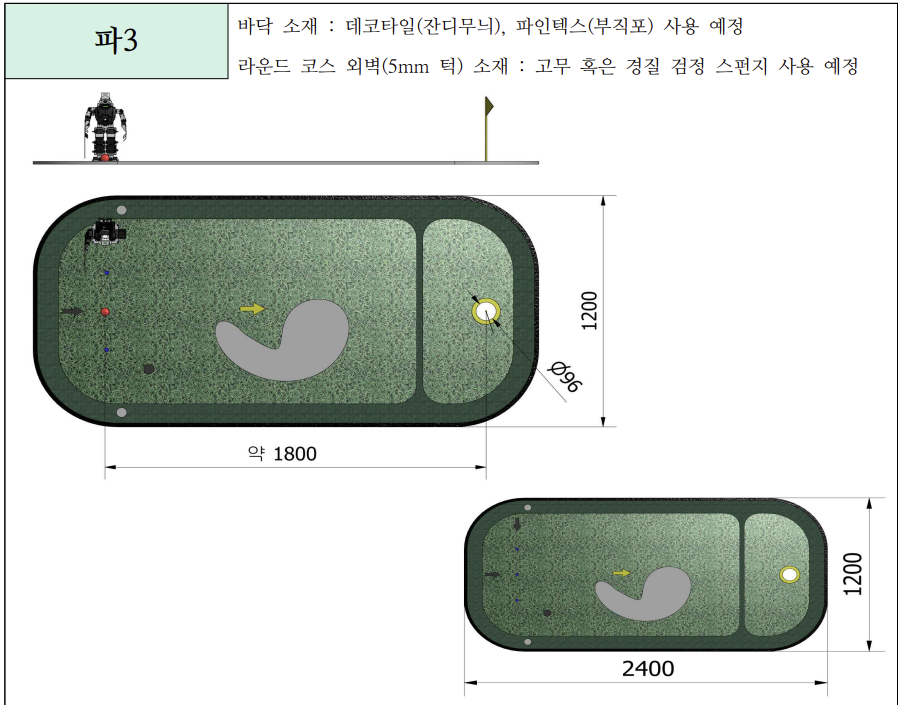 파3
바닥 소재 : 데코타일(잔디무늬), 파인텍스(부직포) 사용 예정
라운드 코스 외벽(5mm 턱) 소재 : 고무 혹은 경질 검정 스펀지 사용 예정
1200
Ø96
약 1800
1200
2400